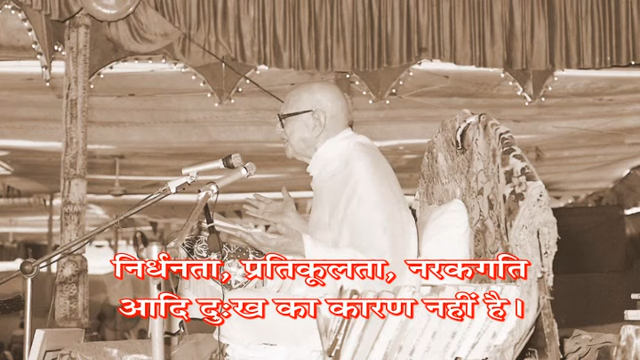 निर्धनता, प्रतिकूलता, नरकगति
आदि दुःख का कारण नहीं है।